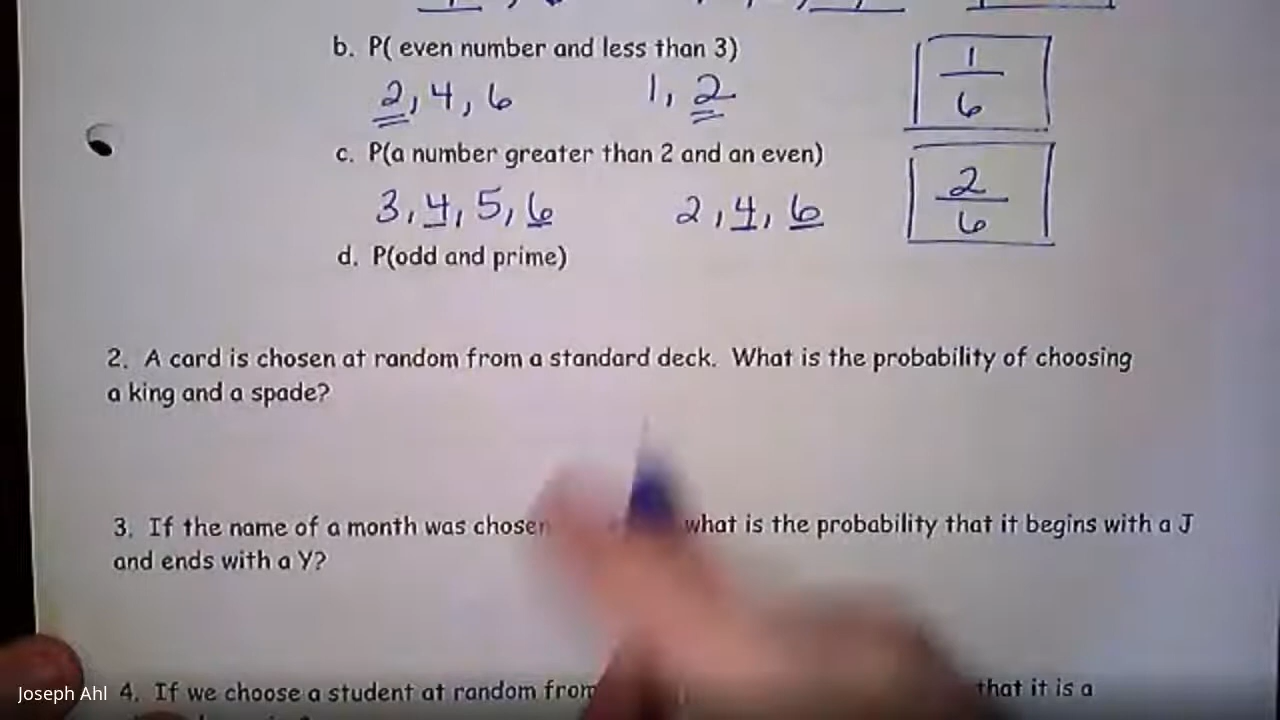 b. P( even number and less than 3)
1
6
2, 4, 6 1, 2
c. P(a number greater than 2 and an even)
2
6
3, 4, 5, 6 2, 4, 6
d. P(odd and prime)
2. A card is chosen at random from a standard deck. What is the probability of choosing
a king and a spade?
3. If the name of a month was chosen what is the probability that it begins with a J
and ends with a Y?
Joseph Ahl
4. If we choose a student at random from that it is a